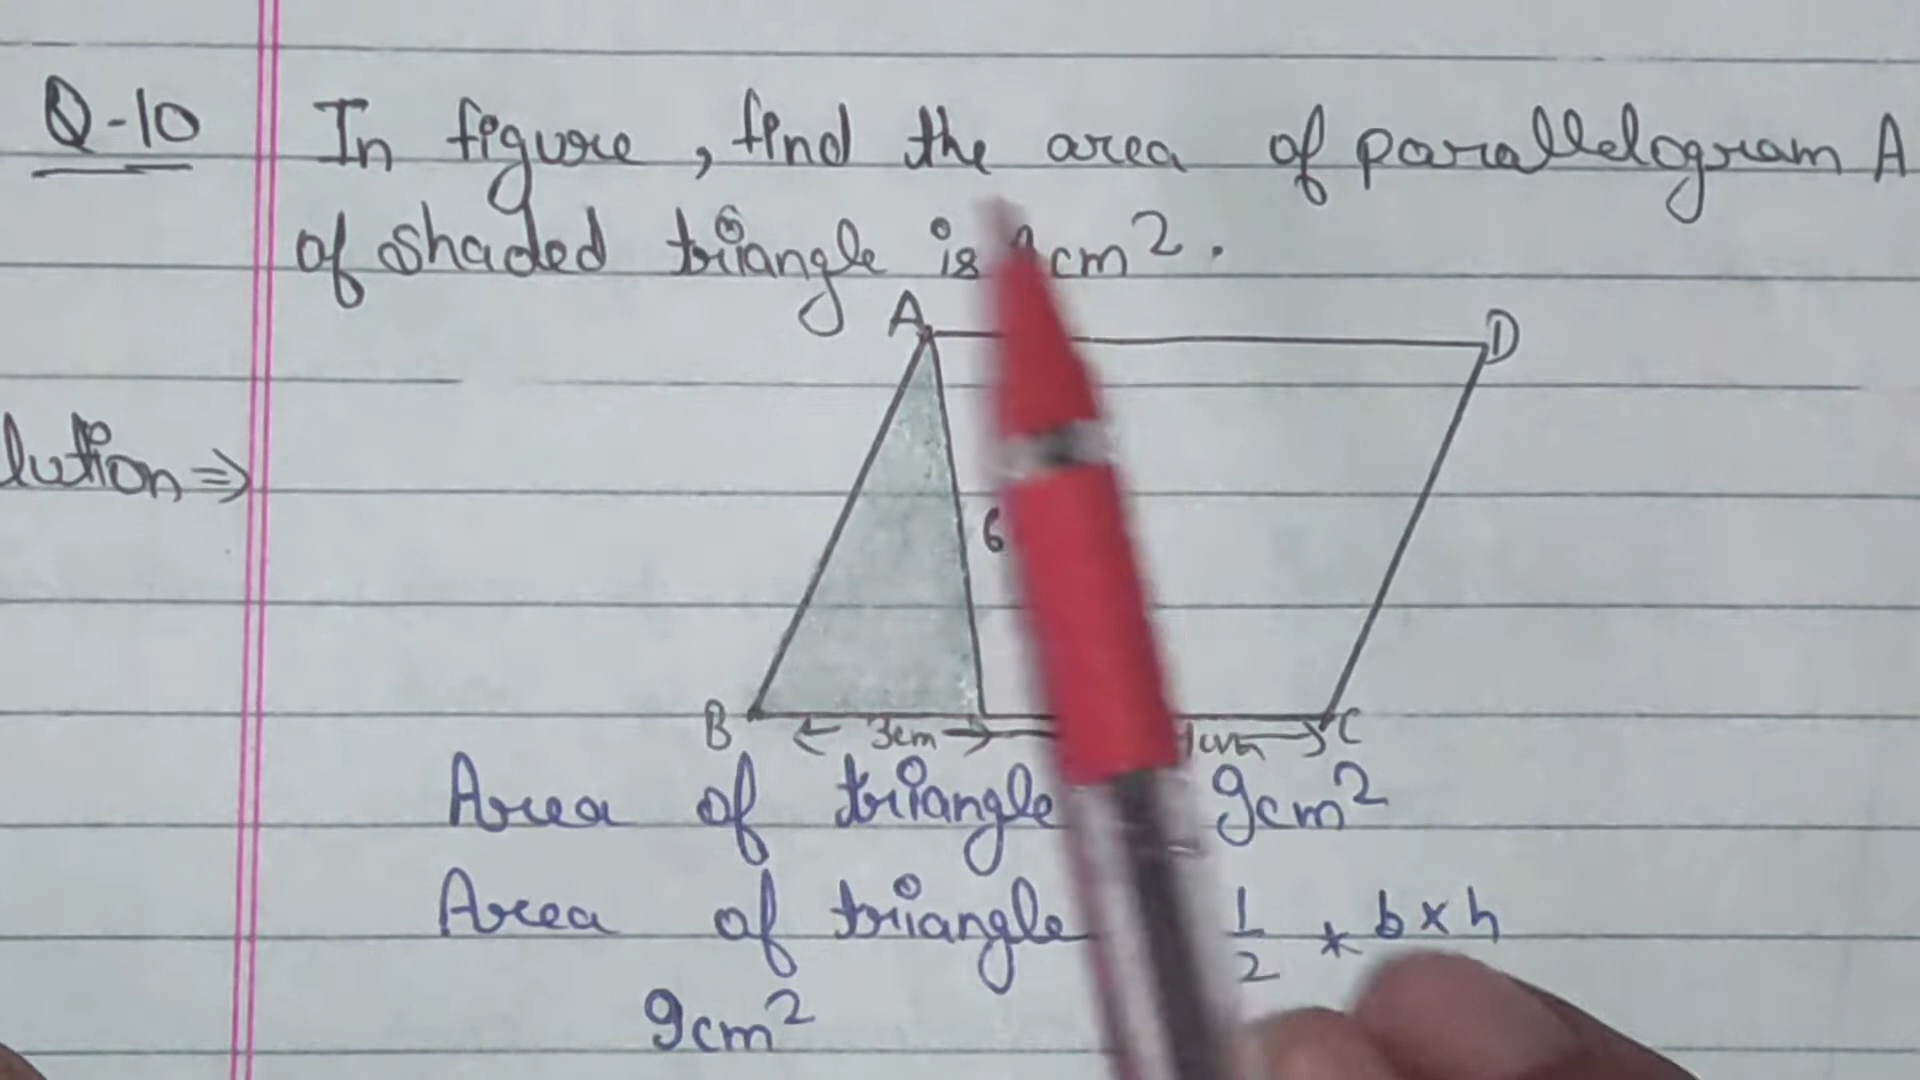 Q-10 In figure, find the area of parallelogram A
of shaded triangle is cm².
A D
lution ⇒
6
B 3cm C
Area of triangle 9cm²
Area of triangle 1/2 * b × h
9cm²